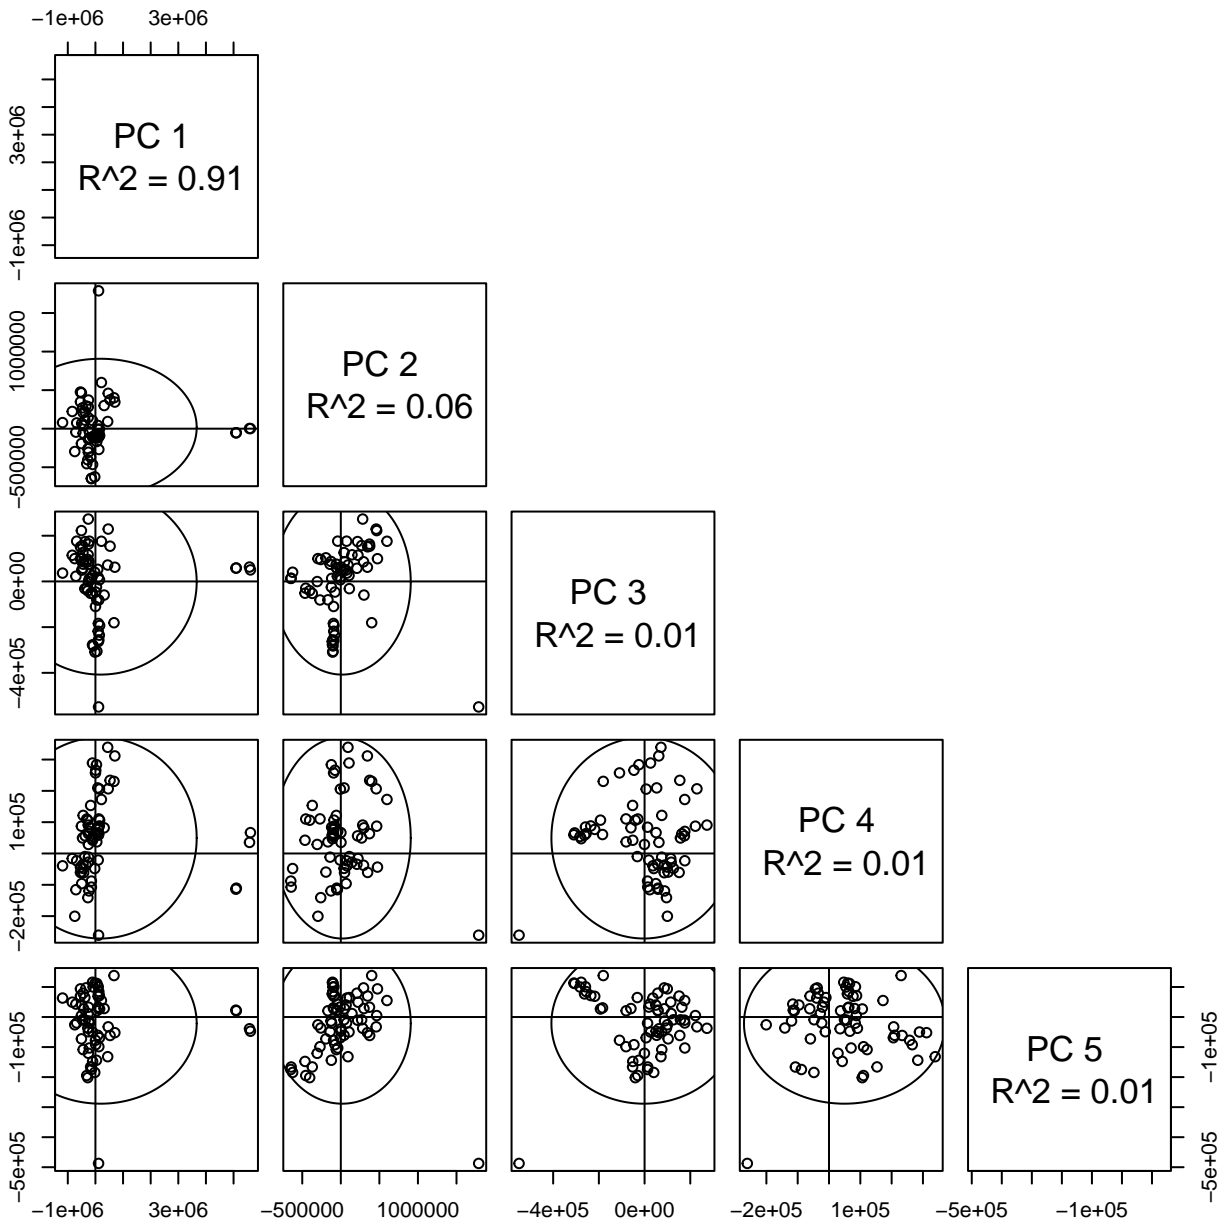 −1e+06 3e+06
−1e+06 3e+06
PC 1
R^2 = 0.91
−500000 1000000
PC 2
R^2 = 0.06
−4e+05 0e+00
PC 3
R^2 = 0.01
−2e+05 1e+05
PC 4
R^2 = 0.01
−5e+05 −1e+05
PC 5
R^2 = 0.01
−5e+05 −1e+05
−1e+06 3e+06 −500000 1000000 −4e+05 0e+00 −2e+05 1e+05 −5e+05 −1e+05